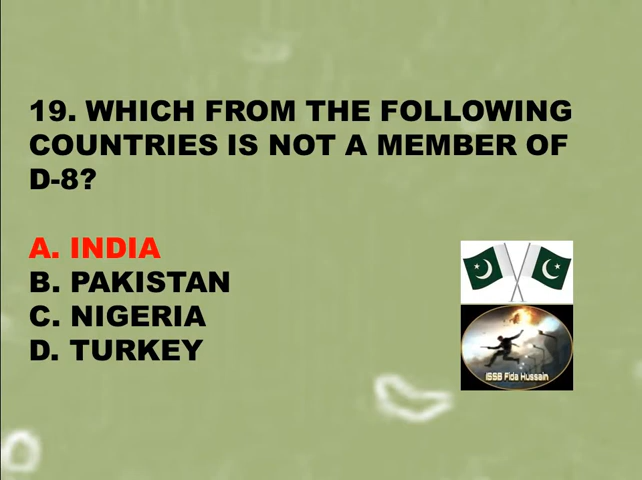 19. WHICH FROM THE FOLLOWING
COUNTRIES IS NOT A MEMBER OF
D-8?
A. INDIA
B. PAKISTAN
C. NIGERIA
D. TURKEY
ISSB Fida Hussain